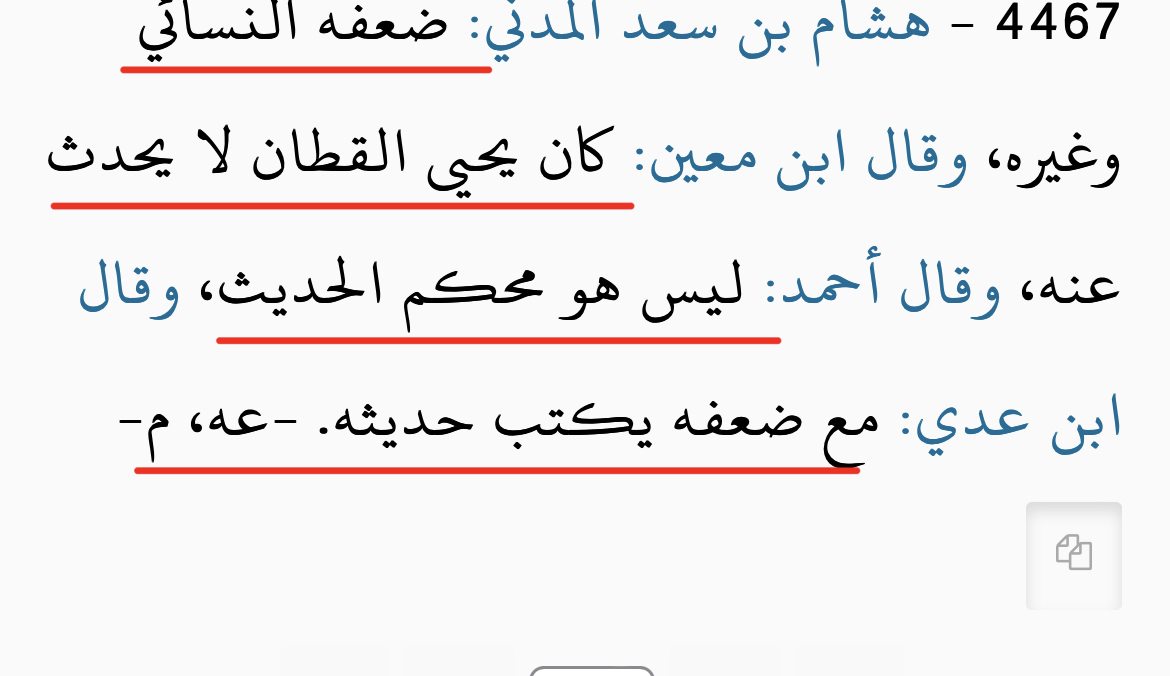 4467 - هشام بن سعد المدني: ضعفه النسائي
وغيره، وقال ابن معين: كان يحيى القطان لا يحدث
عنه، وقال أحمد: ليس هو محكم الحديث، وقال
ابن عدي: مع ضعفه يكتب حديثه. -عه، م-